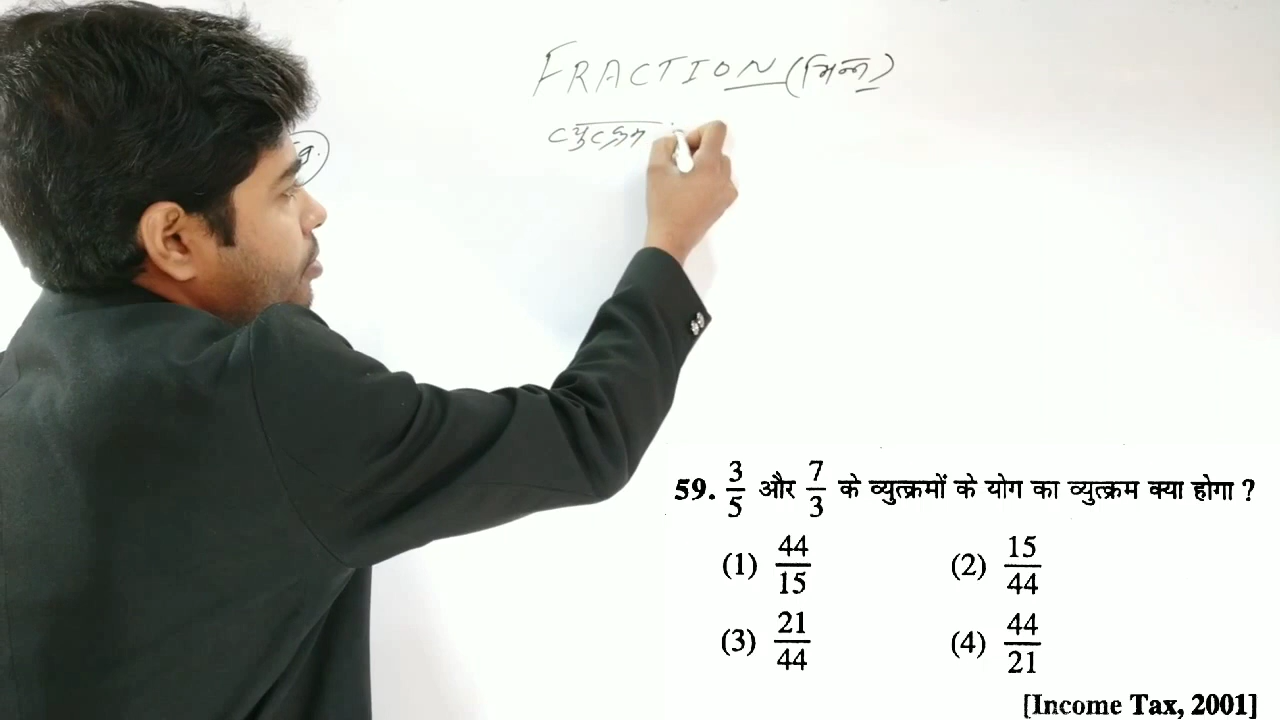 FRACTION (भिन्न)
व्युत्क्रम
59. 3/5 और 7/3 के व्युत्क्रमों के योग का व्युत्क्रम क्या होगा ?
(1) 44/15 (2) 15/44
(3) 21/44 (4) 44/21
[Income Tax, 2001]